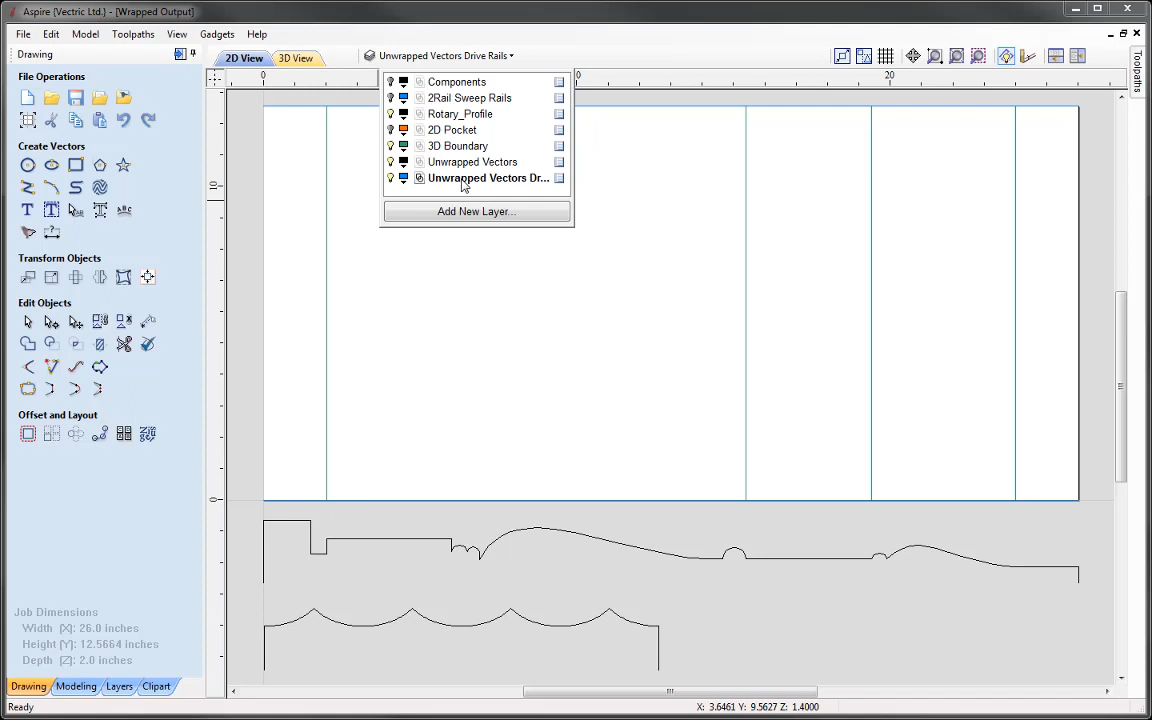 Aspire {Vectric Ltd.} - [Wrapped Output]
File Edit Model Toolpaths View Gadgets Help
Drawing
2D View 3D View Unwrapped Vectors Drive Rails
Toolpaths
0 0 20
File Operations
Components
2Rail Sweep Rails
Rotary_Profile
2D Pocket
3D Boundary
Unwrapped Vectors
Unwrapped Vectors Dr...
Add New Layer...
10
0
Create Vectors
Transform Objects
Edit Objects
Offset and Layout
Job Dimensions
Width (X): 26.0 inches
Height (Y): 12.5664 inches
Depth (Z): 2.0 inches
Drawing Modeling Layers Clipart
Ready
X: 3.6461 Y: 9.5627 Z: 1.4000